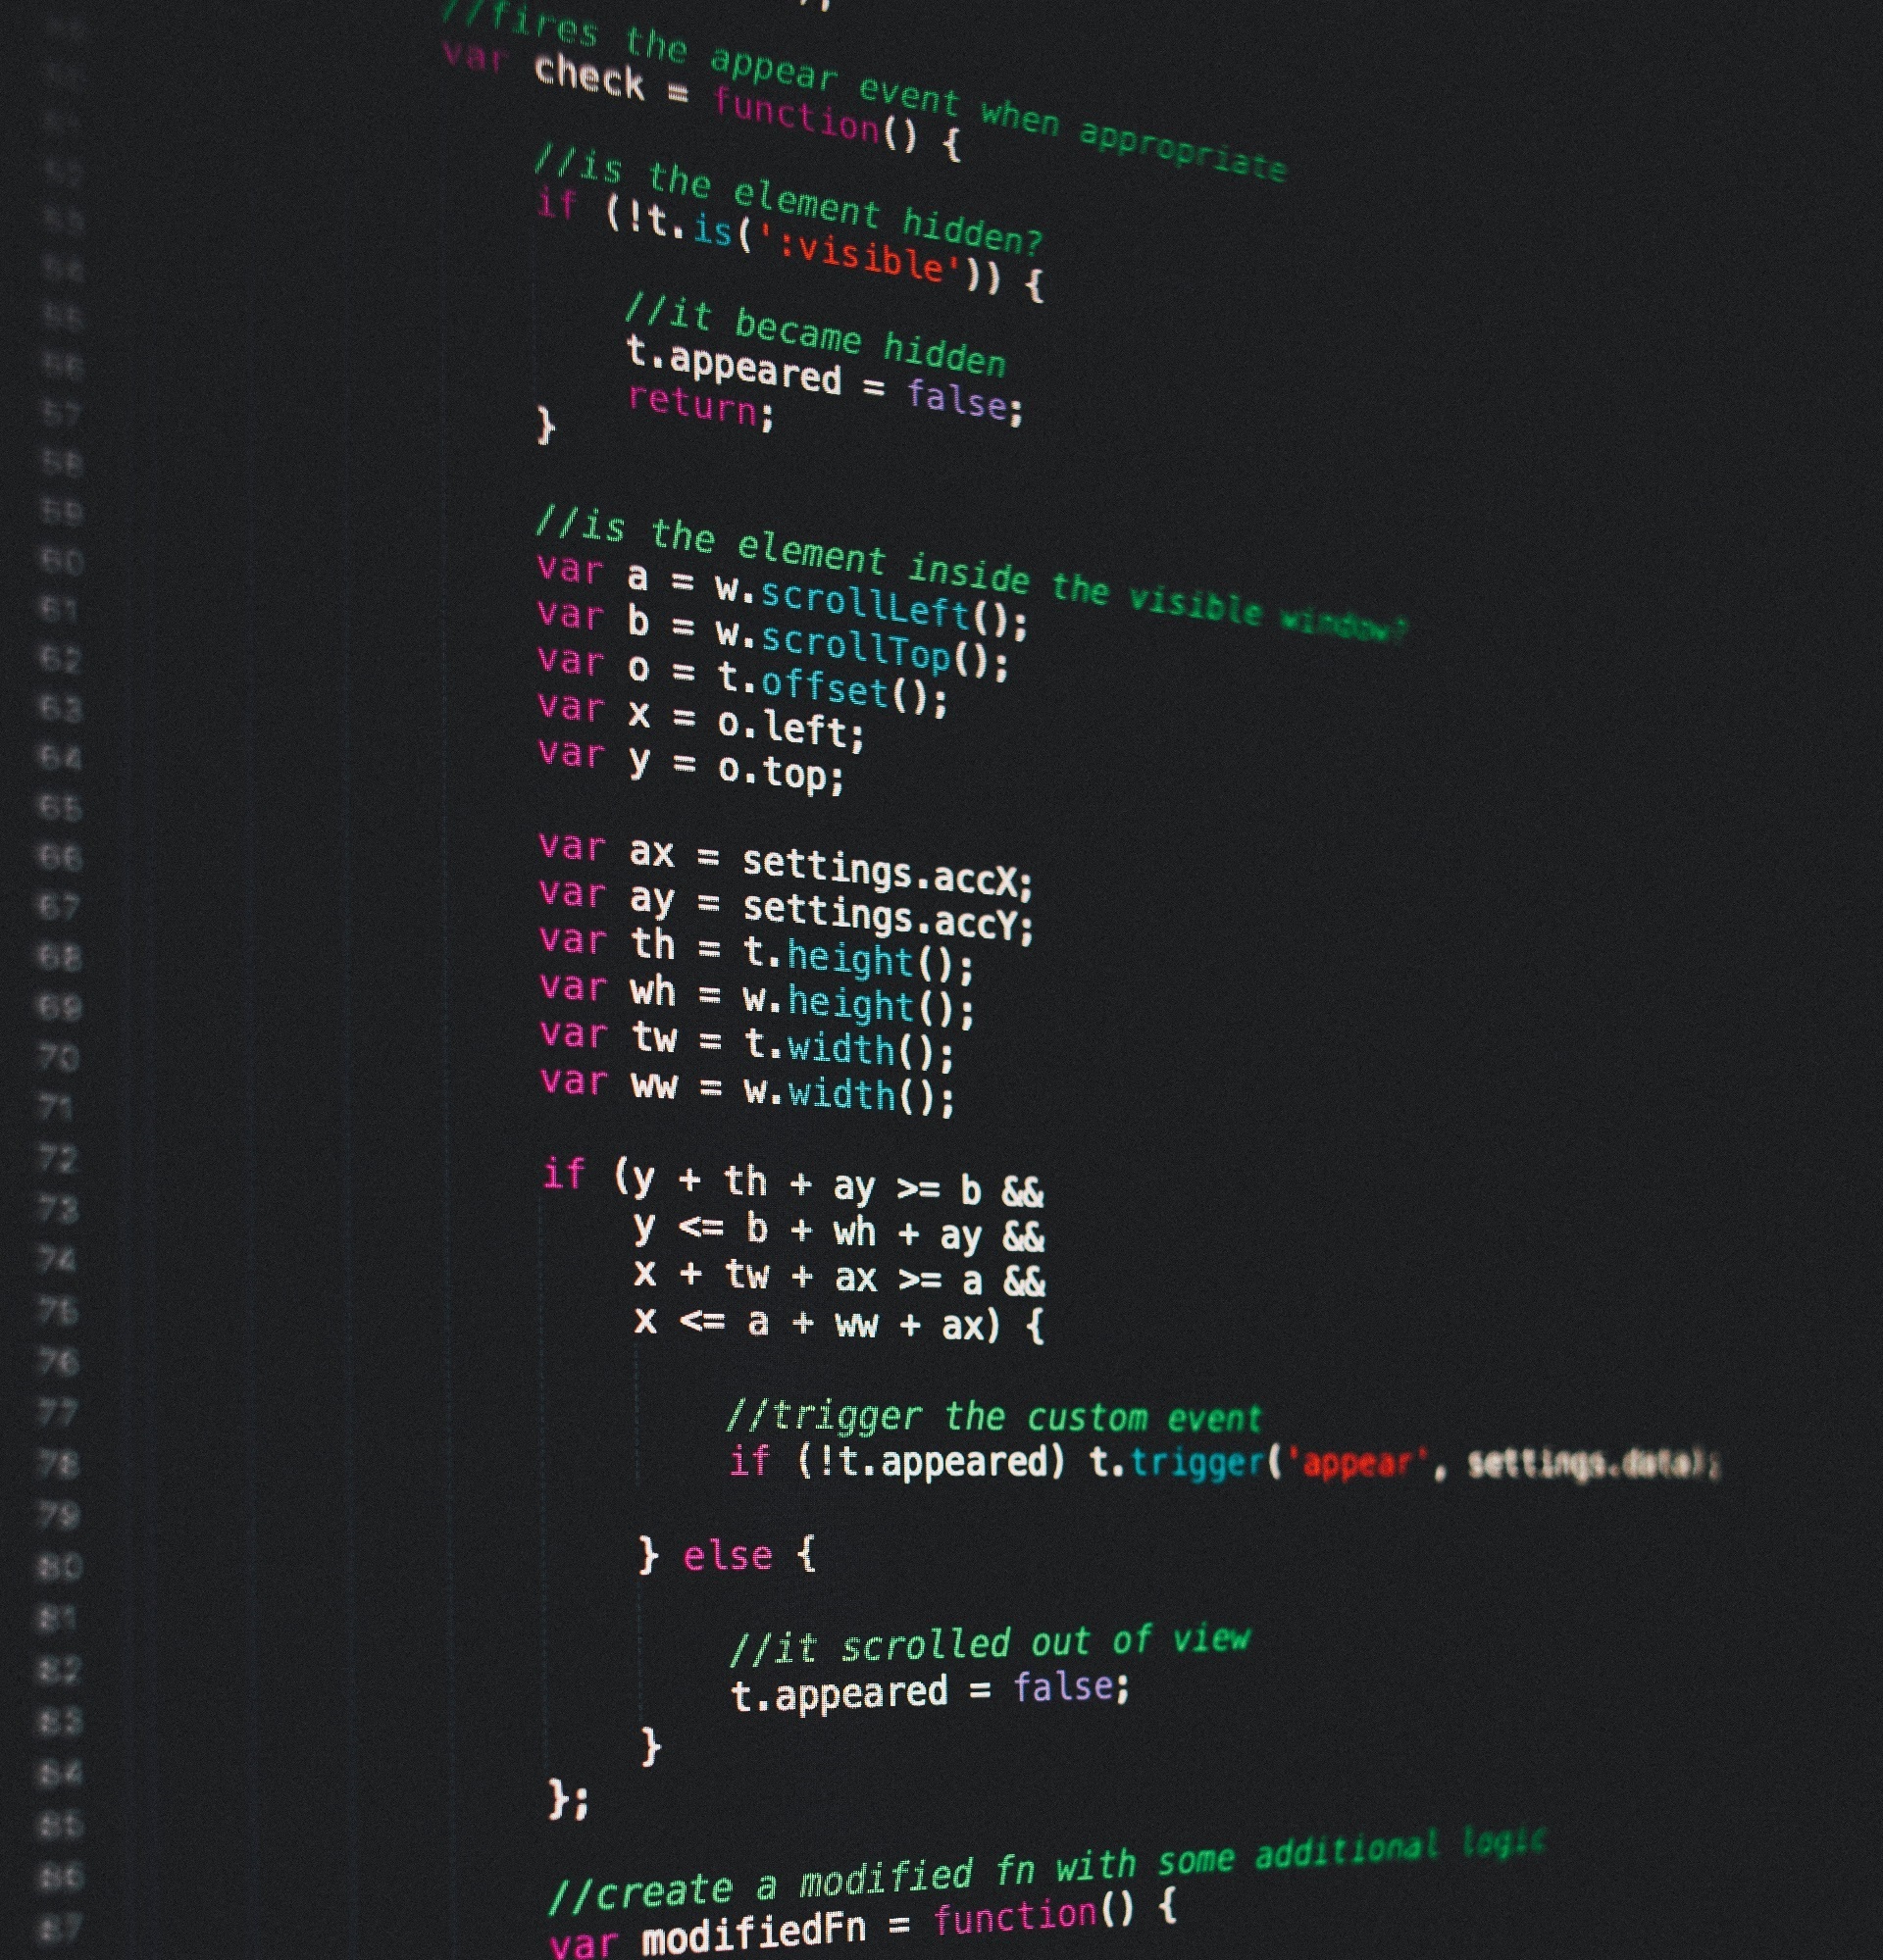 //fires the appear event when appropriate
var check = function() {
//is the element hidden?
if (!t.is(':visible')) {
//it became hidden
t.appeared = false;
return;
}
//is the element inside the visible window?
var a = w.scrollLeft();
var b = w.scrollTop();
var o = t.offset();
var x = o.left;
var y = o.top;
var ax = settings.accX;
var ay = settings.accY;
var th = t.height();
var wh = w.height();
var tw = t.width();
var ww = w.width();
if (y + th + ay >= b &&
y <= b + wh + ay &&
x + tw + ax >= a &&
x <= a + ww + ax) {
//trigger the custom event
if (!t.appeared) t.trigger('appear', settings.data);
} else {
//it scrolled out of view
t.appeared = false;
}
};
//create a modified fn with some additional logic
var modifiedFn = function() {